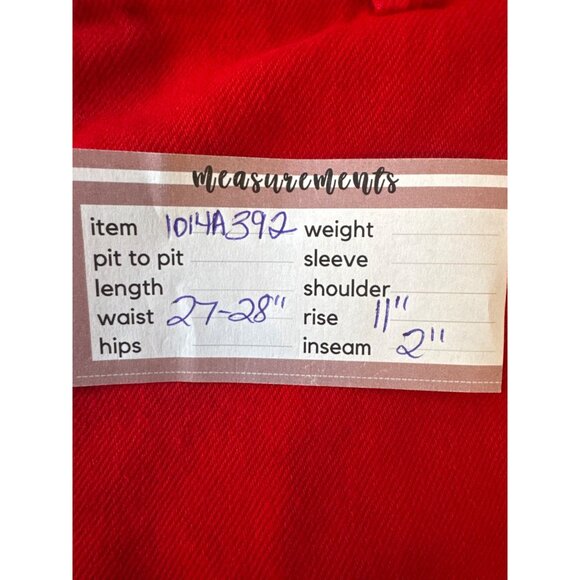 measurements
item 1014A392 weight
pit to pit sleeve
length shoulder
waist 27-28" rise 11"
hips inseam 2"